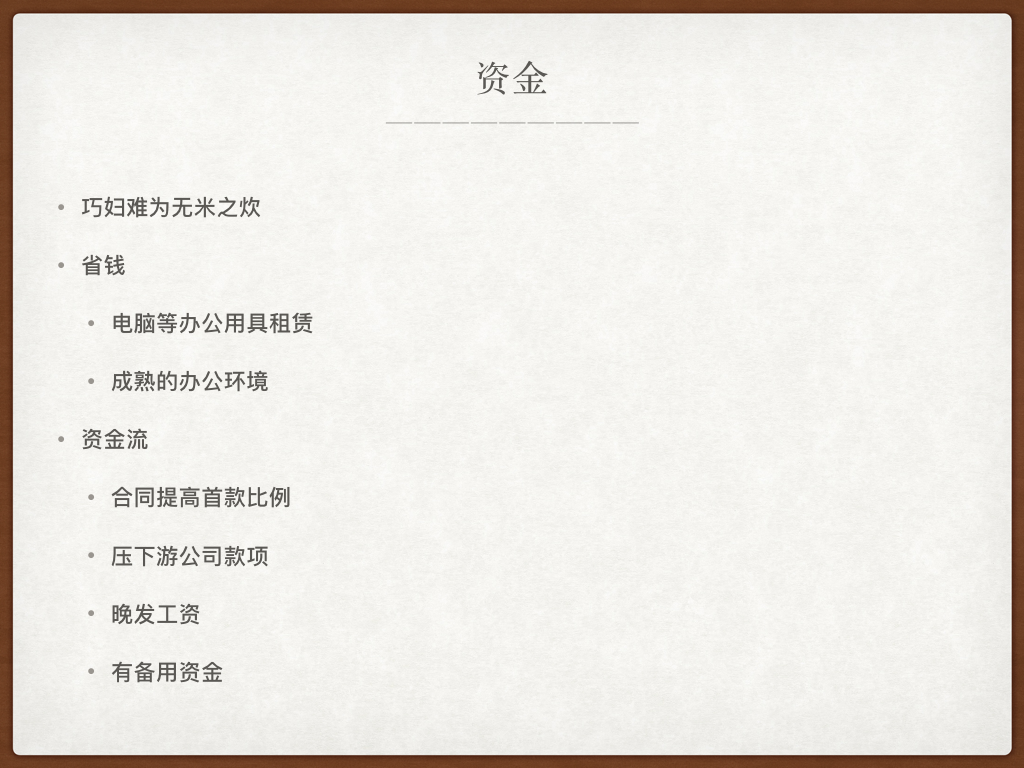 资金
巧妇难为无米之炊
省钱
电脑等办公用具租赁
成熟的办公环境
资金流
合同提高首款比例
压下游公司款项
晚发工资
有备用资金